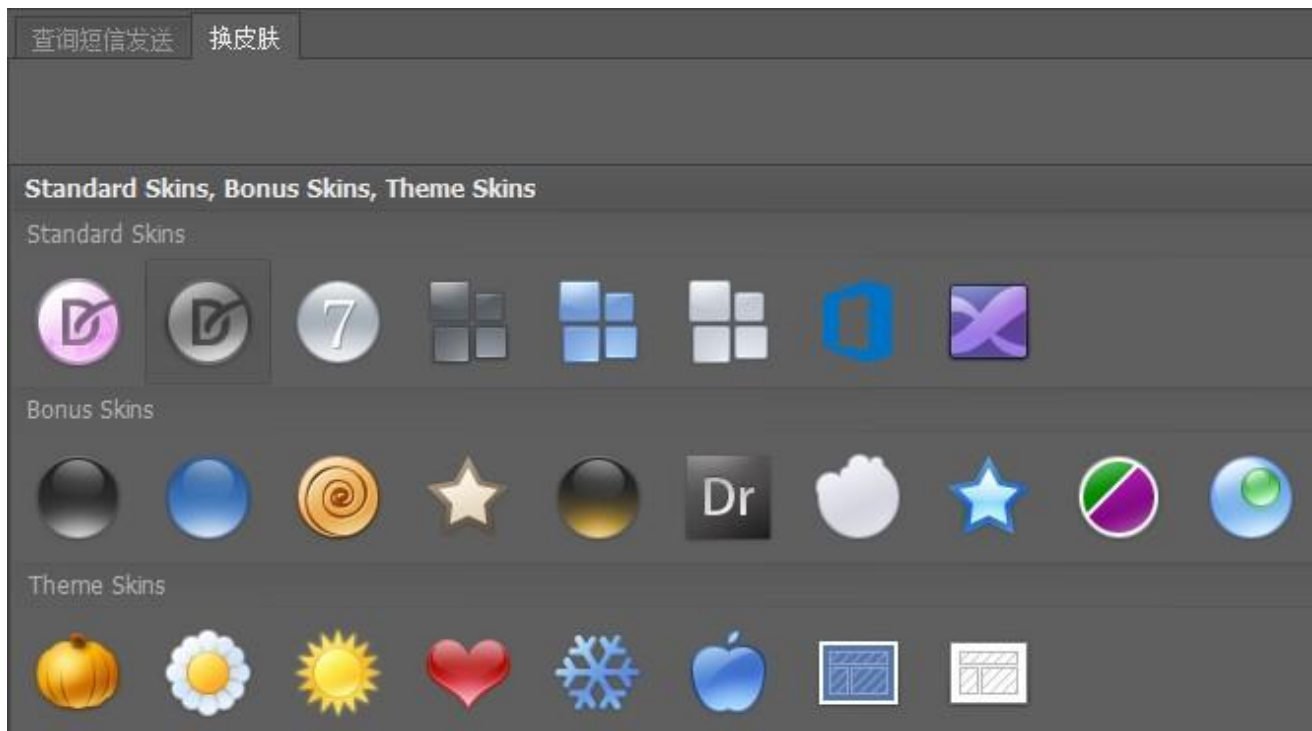 查询短信发送 换皮肤
Standard Skins, Bonus Skins, Theme Skins
Standard Skins
7
Bonus Skins
Dr
Theme Skins